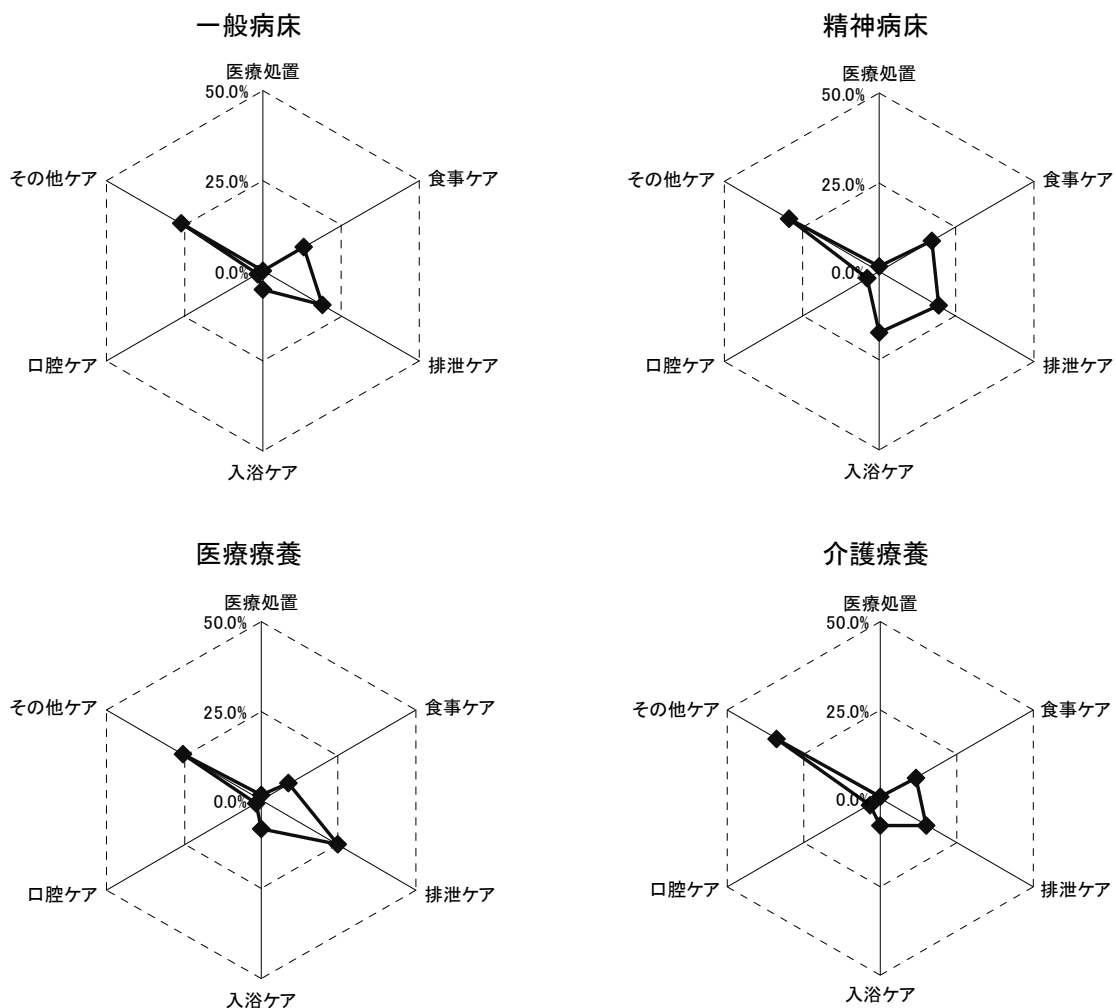 一般病床
医療処置
50.0%
その他ケア
食事ケア
25.0%
0.0%
口腔ケア
排泄ケア
入浴ケア
精神病床
医療処置
50.0%
その他ケア
食事ケア
25.0%
0.0%
口腔ケア
排泄ケア
入浴ケア
医療療養
医療処置
50.0%
その他ケア
食事ケア
25.0%
0.0%
口腔ケア
排泄ケア
入浴ケア
介護療養
医療処置
50.0%
その他ケア
食事ケア
25.0%
0.0%
口腔ケア
排泄ケア
入浴ケア